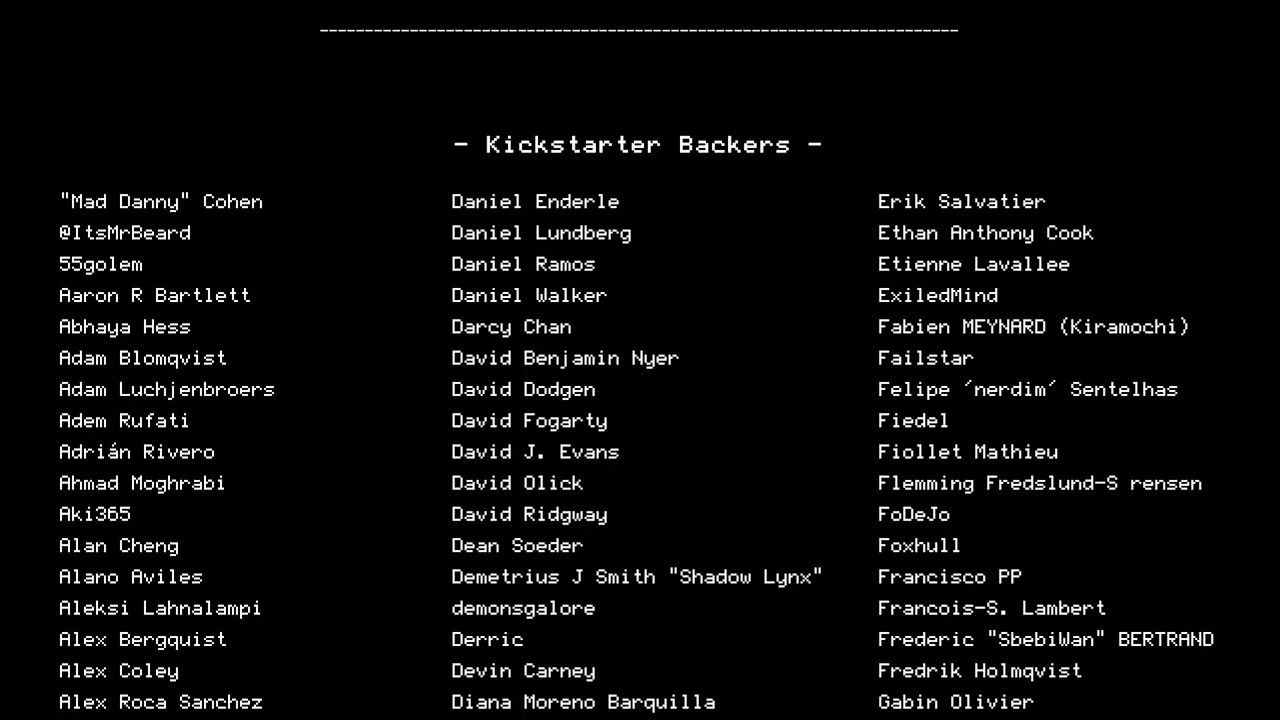 - Kickstarter Backers -
"Mad Danny" Cohen
@ItsMrBeard
55golem
Aaron R Bartlett
Abhaya Hess
Adam Blomqvist
Adam Luchjenbroers
Adem Rufati
Adrián Rivero
Ahmad Moghrabi
Aki365
Alan Cheng
Alano Aviles
Aleksi Lahnalampi
Alex Bergquist
Alex Coley
Alex Roca Sanchez
Daniel Enderle
Daniel Lundberg
Daniel Ramos
Daniel Walker
Darcy Chan
David Benjamin Nyer
David Dodgen
David Fogarty
David J. Evans
David Olick
David Ridgway
Dean Soeder
Demetrius J Smith "Shadow Lynx"
demonsgalore
Derric
Devin Carney
Diana Moreno Barquilla
Erik Salvatier
Ethan Anthony Cook
Etienne Lavallee
ExiledMind
Fabien MEYNARD (Kiramochi)
Failstar
Felipe ´nerdim´ Sentelhas
Fiedel
Fiollet Mathieu
Flemming Fredslund-S rensen
FoDeJo
Foxhull
Francisco PP
Francois-S. Lambert
Frederic "SbebiWan" BERTRAND
Fredrik Holmqvist
Gabin Olivier